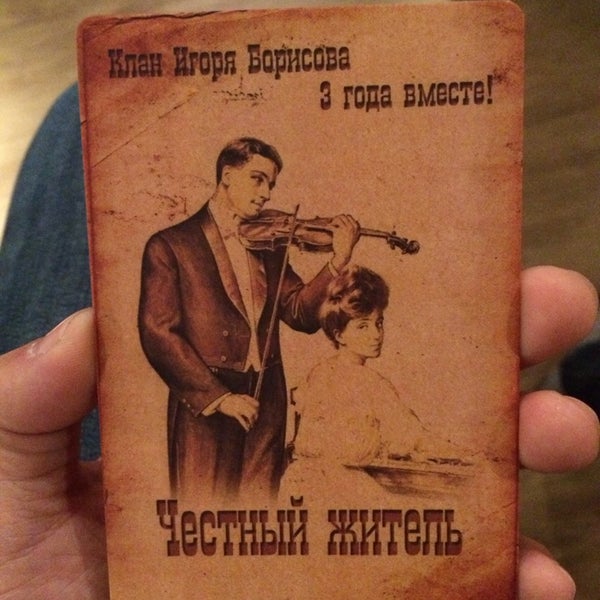 Клан Игоря Борисова
3 года вместе!
Честный житель